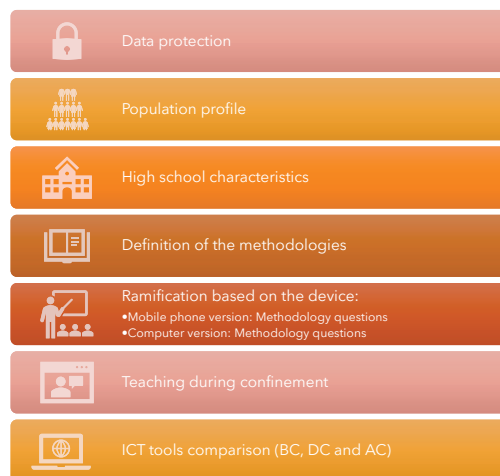 Data protection
Population profile
High school characteristics
Definition of the methodologies
Ramification based on the device:
•Mobile phone version: Methodology questions
•Computer version: Methodology questions
Teaching during confinement
ICT tools comparison (BC, DC and AC)